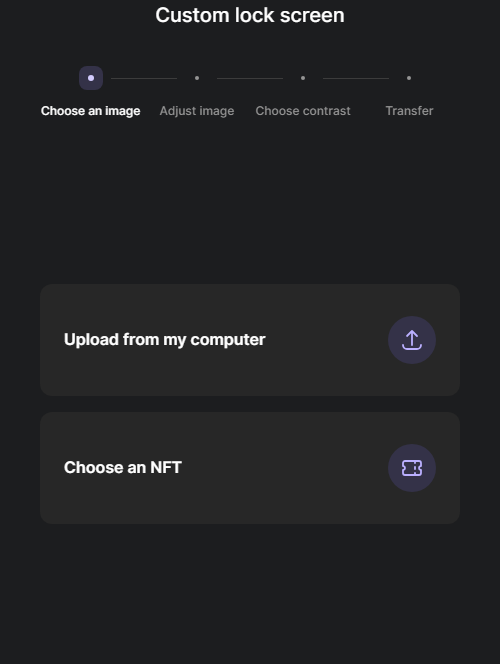 Custom lock screen
Choose an image
Adjust image
Choose contrast
Transfer
Upload from my computer
Choose an NFT